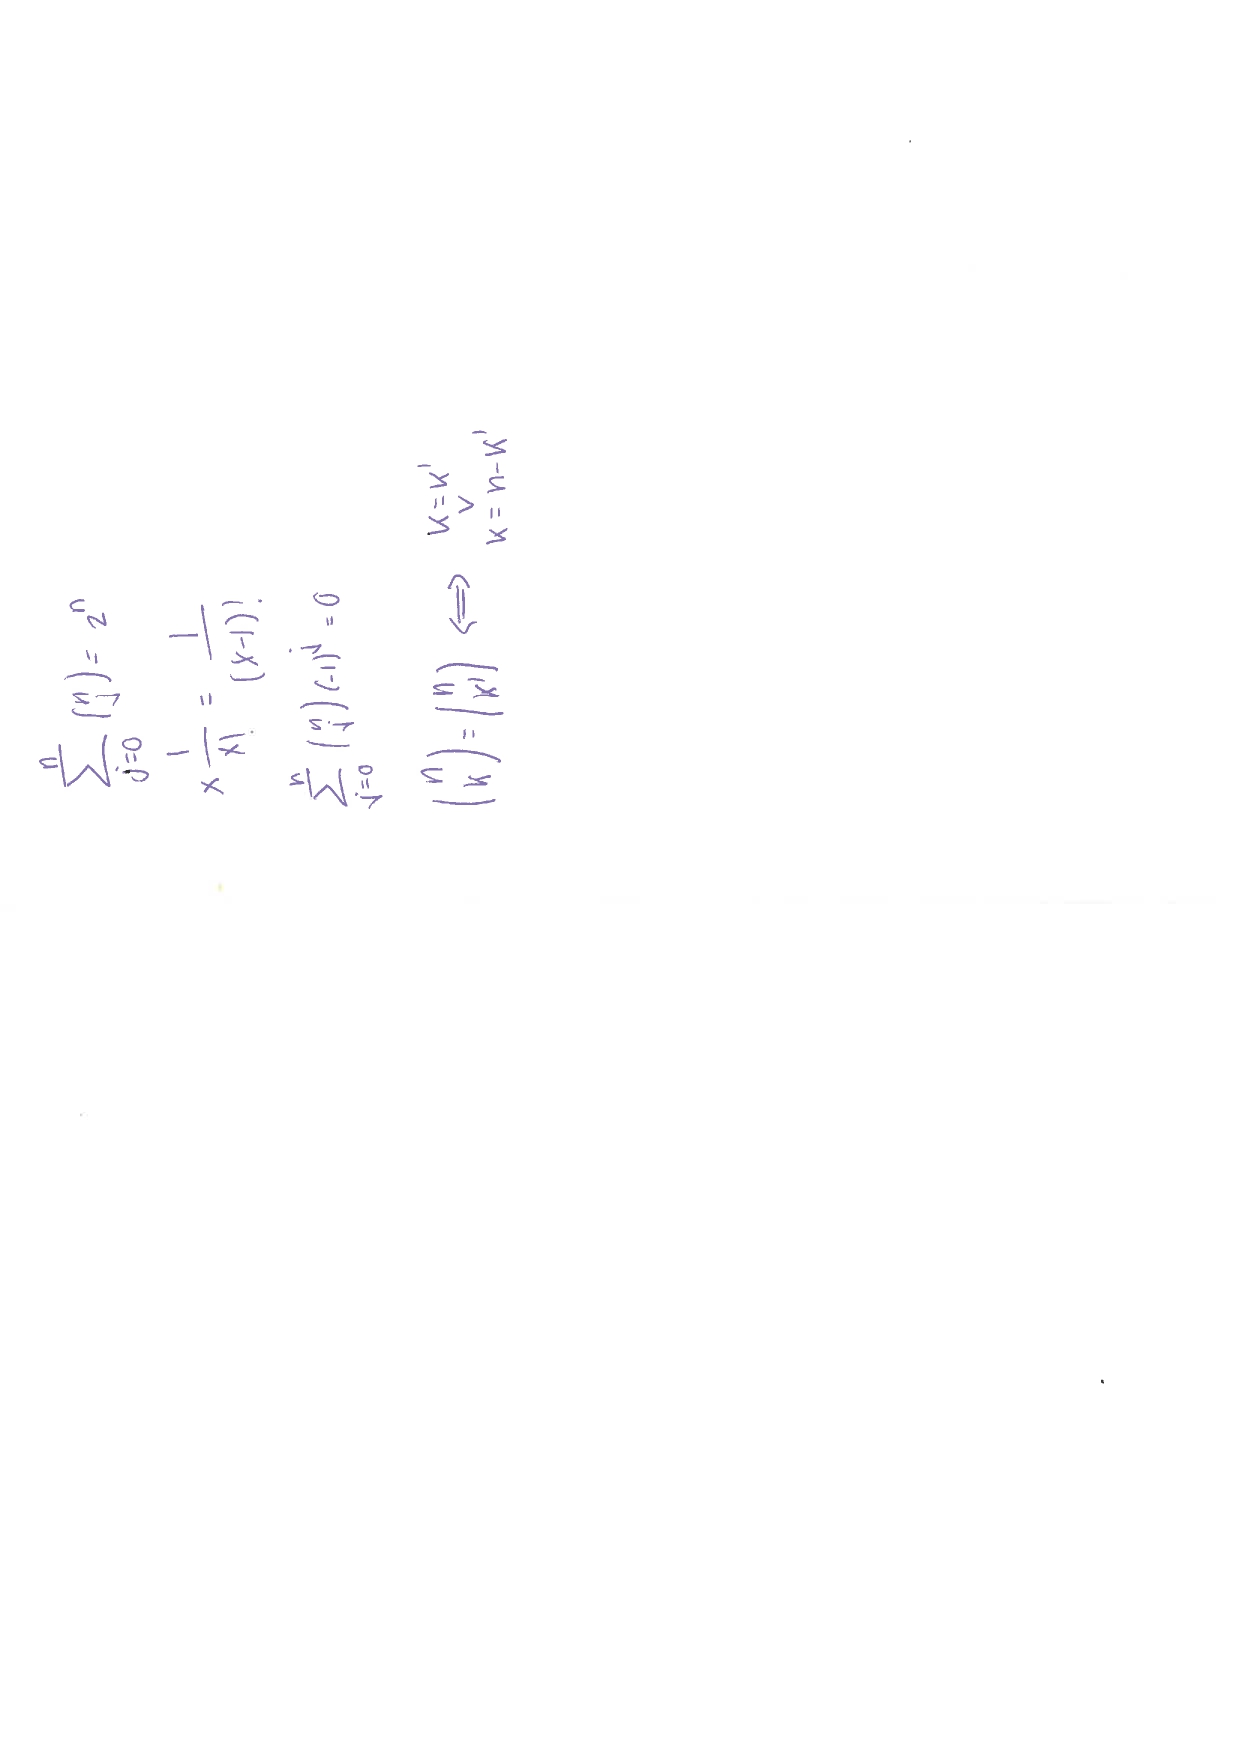 \sum_{j=0}^{n} \binom{n}{j} = 2^n
x \frac{1}{x!} = \frac{1}{(x-1)!}
\sum_{j=0}^{n} \binom{n}{j} (-1)^j = 0
\binom{n}{k} = \binom{n}{k'} \iff k = k' \vee k = n - k'